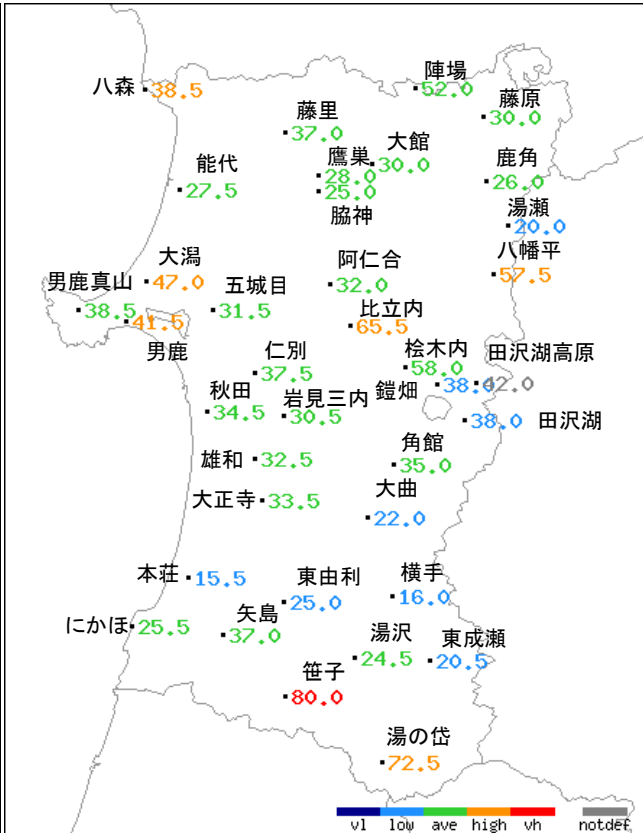 陣場
52.0
八森
38.5
藤原
30.0
藤里
37.0
大館
30.0
鷹巣
28.0
25.0
脇神
鹿角
26.0
能代
27.5
湯瀬
20.0
八幡平
57.5
大潟
47.0
阿仁合
32.0
男鹿真山
38.5
五城目
31.5
41.5
男鹿
比立内
65.5
桧木内
58.0
田沢湖高原
42.0
仁別
37.5
鎧畑
38.0
秋田
34.5
岩見三内
30.5
38.0
田沢湖
雄和
32.5
角館
35.0
大正寺
33.5
大曲
22.0
本荘
15.5
東由利
25.0
横手
16.0
にかほ
25.5
矢島
37.0
湯沢
24.5
東成瀬
20.5
笹子
80.0
湯の岱
72.5
vl low ave high vh notdef